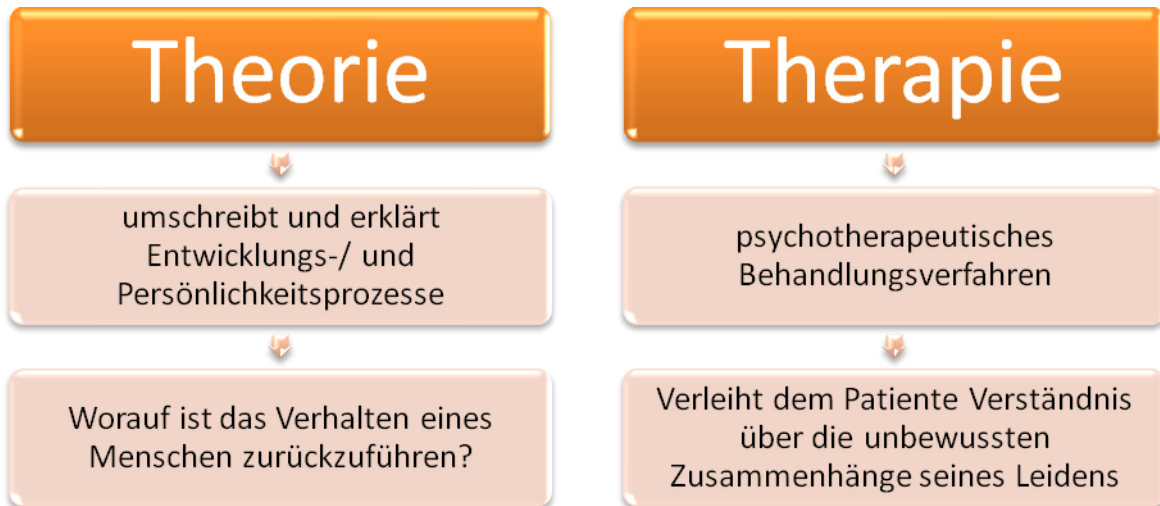 Theorie
umschreibt und erklärt
Entwicklungs-/ und
Persönlichkeitsprozesse
Worauf ist das Verhalten eines
Menschen zurückzuführen?
Therapie
psychotherapeutisches
Behandlungsverfahren
Verleiht dem Patiente Verständnis
über die unbewussten
Zusammenhänge seines Leidens